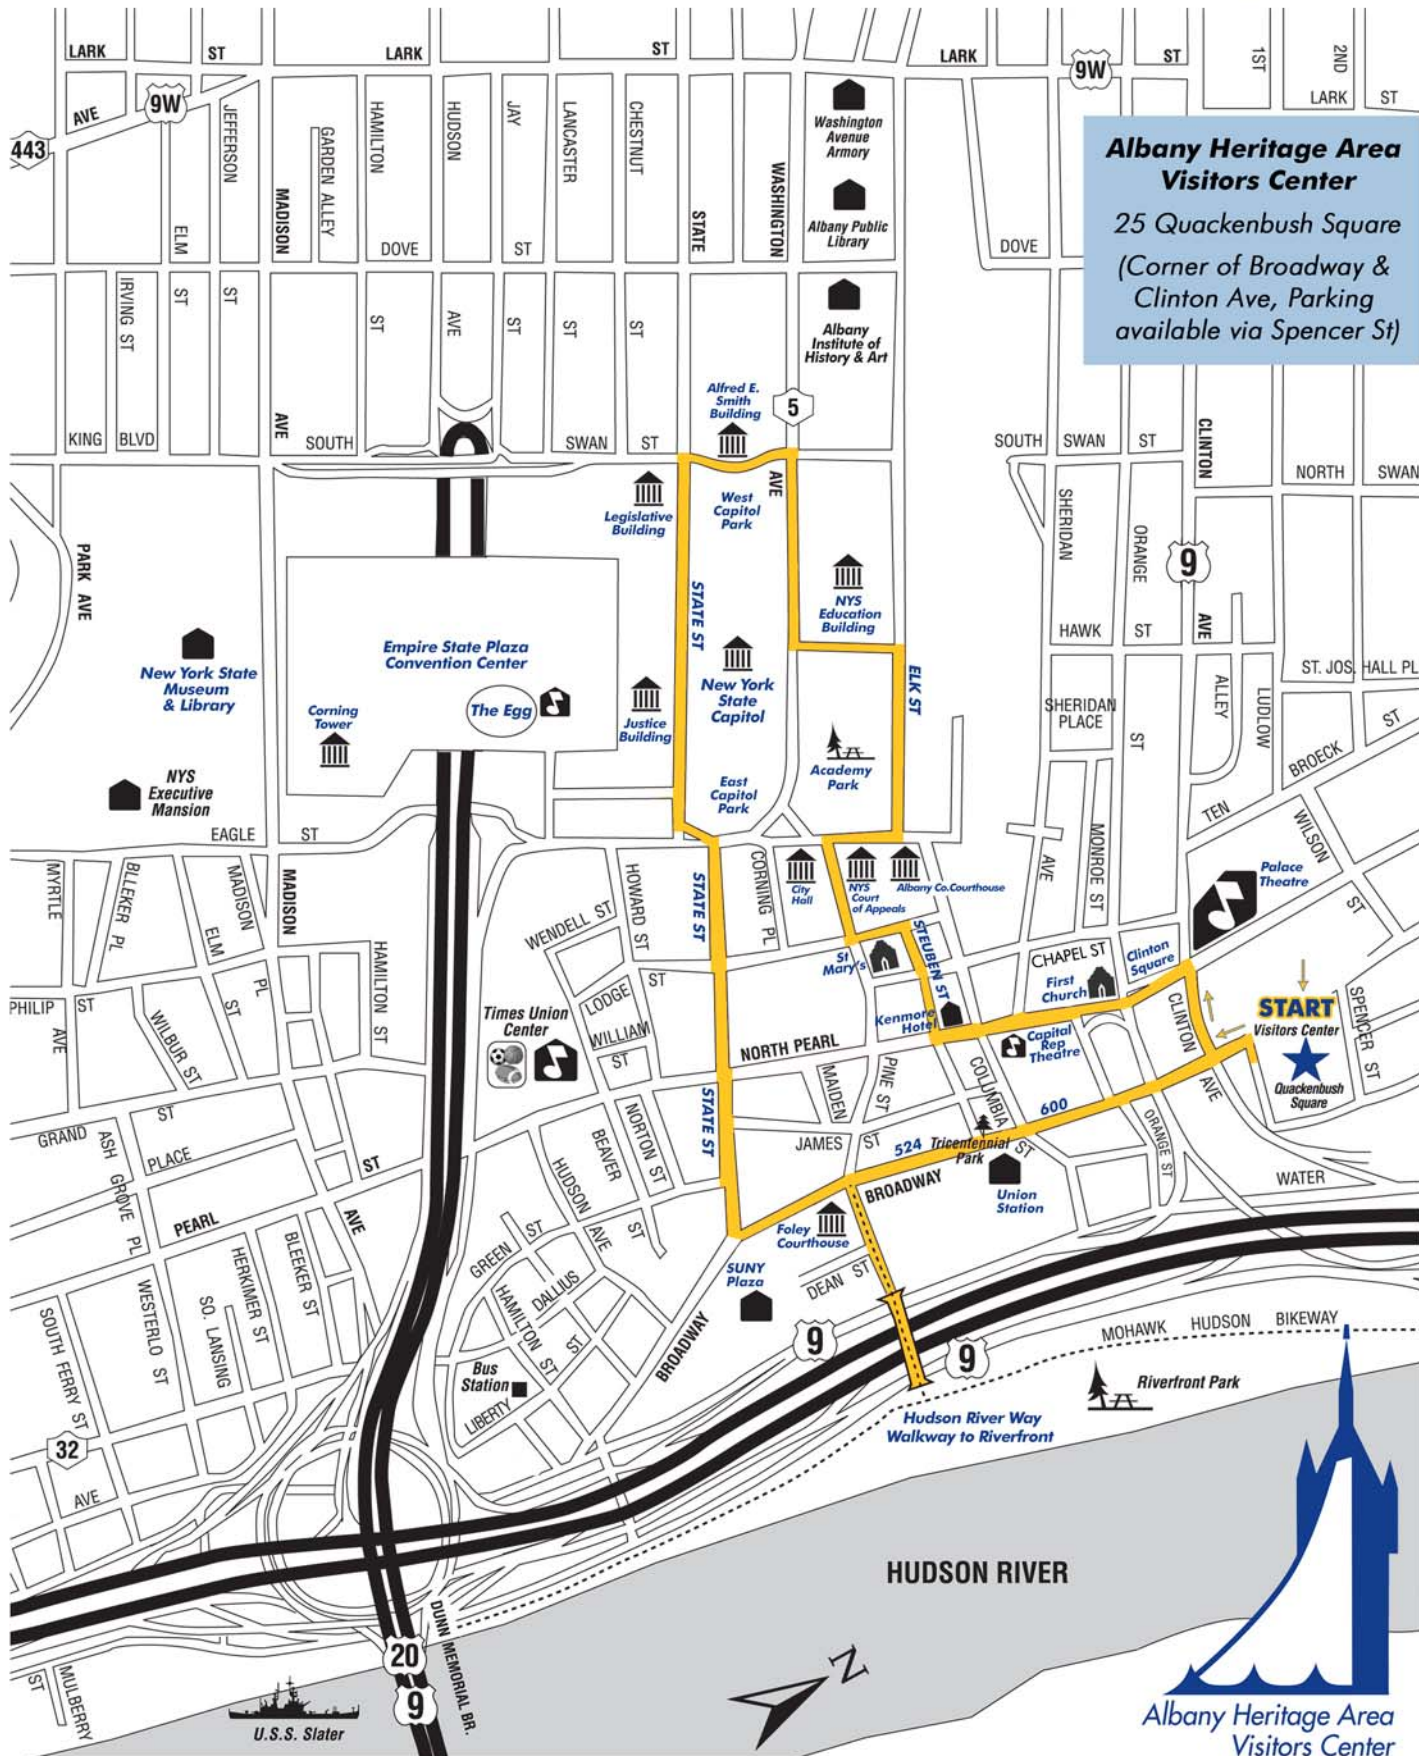 LARK ST LARK ST LARK ST
1ST
2ND
LARK ST
9W
9W
AVE
443
JEFFERSON
GARDEN ALLEY
HAMILTON
HUDSON
JAY
LANCASTER
CHESTNUT
Washington
Avenue
Armory
Albany Heritage Area
Visitors Center
25 Quackenbush Square
(Corner of Broadway &
Clinton Ave, Parking
available via Spencer St)
MADISON
STATE
WASHINGTON
Albany Public
Library
ELM
DOVE
ST
DOVE
IRVING ST
ST
ST
ST
AVE
ST
ST
ST
Albany
Institute of
History & Art
Alfred E.
Smith
Building
5
KING BLVD
AVE
SOUTH
SWAN ST
SOUTH SWAN ST
CLINTON
NORTH SWAN
Legislative
Building
West
Capitol
Park
AVE
SHERIDAN
ORANGE
9
PARK AVE
STATE ST
NYS
Education
Building
HAWK ST
AVE
New York State
Museum
& Library
Empire State Plaza
Convention Center
The Egg
Corning
Tower
Justice
Building
New York
State
Capitol
ELK ST
ST. JOS. HALL PL
SHERIDAN
PLACE
ST
ALLEY
LUDLOW
TEN BROECK ST
NYS
Executive
Mansion
East
Capitol
Park
Academy
Park
EAGLE ST
MYRTLE
AVE
BLLEKER PL
MADISON
PL
MADISON
AVE
ELM
ST
HOWARD ST
WENDELL ST
STATE ST
CORNING PL
City
Hall
NYS
Court
of Appeals
Albany Co.Courthouse
AVE
MONROE ST
WILSON
ST
Palace
Theatre
HAMILTON ST
LODGE
ST
WILLIAM
ST
St
Mary's
STEUBEN ST
CHAPEL ST
Clinton
Square
First
Church
PHILIP ST
WILBUR ST
Times Union
Center
NORTH PEARL
Kenmore
Hotel
Capital
Rep
Theatre
CLINTON
AVE
START
Visitors Center
Quackenbush
Square
SPENCER ST
STATE ST
MAIDEN
PINE ST
COLUMBIA
ST
600
ORANGE ST
GRAND
ST
ASH GROVE PL
PLACE
PEARL
ST
NORTON ST
BEAVER
ST
HUDSON
AVE
JAMES ST
524
Tricentennial
Park
BROADWAY
Union
Station
WATER
HERKIMER ST
BLEEKER ST
GREEN ST
Foley
Courthouse
SUNY
Plaza
DEAN ST
WESTERLO ST
SO. LANSING
HAMILTON ST
DALLIUS
ST
SOUTH FERRY ST
BROADWAY
9
9
MOHAWK HUDSON BIKEWAY
Bus
Station
LIBERTY
Riverfront Park
Hudson River Way
Walkway to Riverfront
32
AVE
HUDSON RIVER
DUNN MEMORIAL BR.
20
9
MULBERRY
ST
U.S.S. Slater
N
Albany Heritage Area
Visitors Center